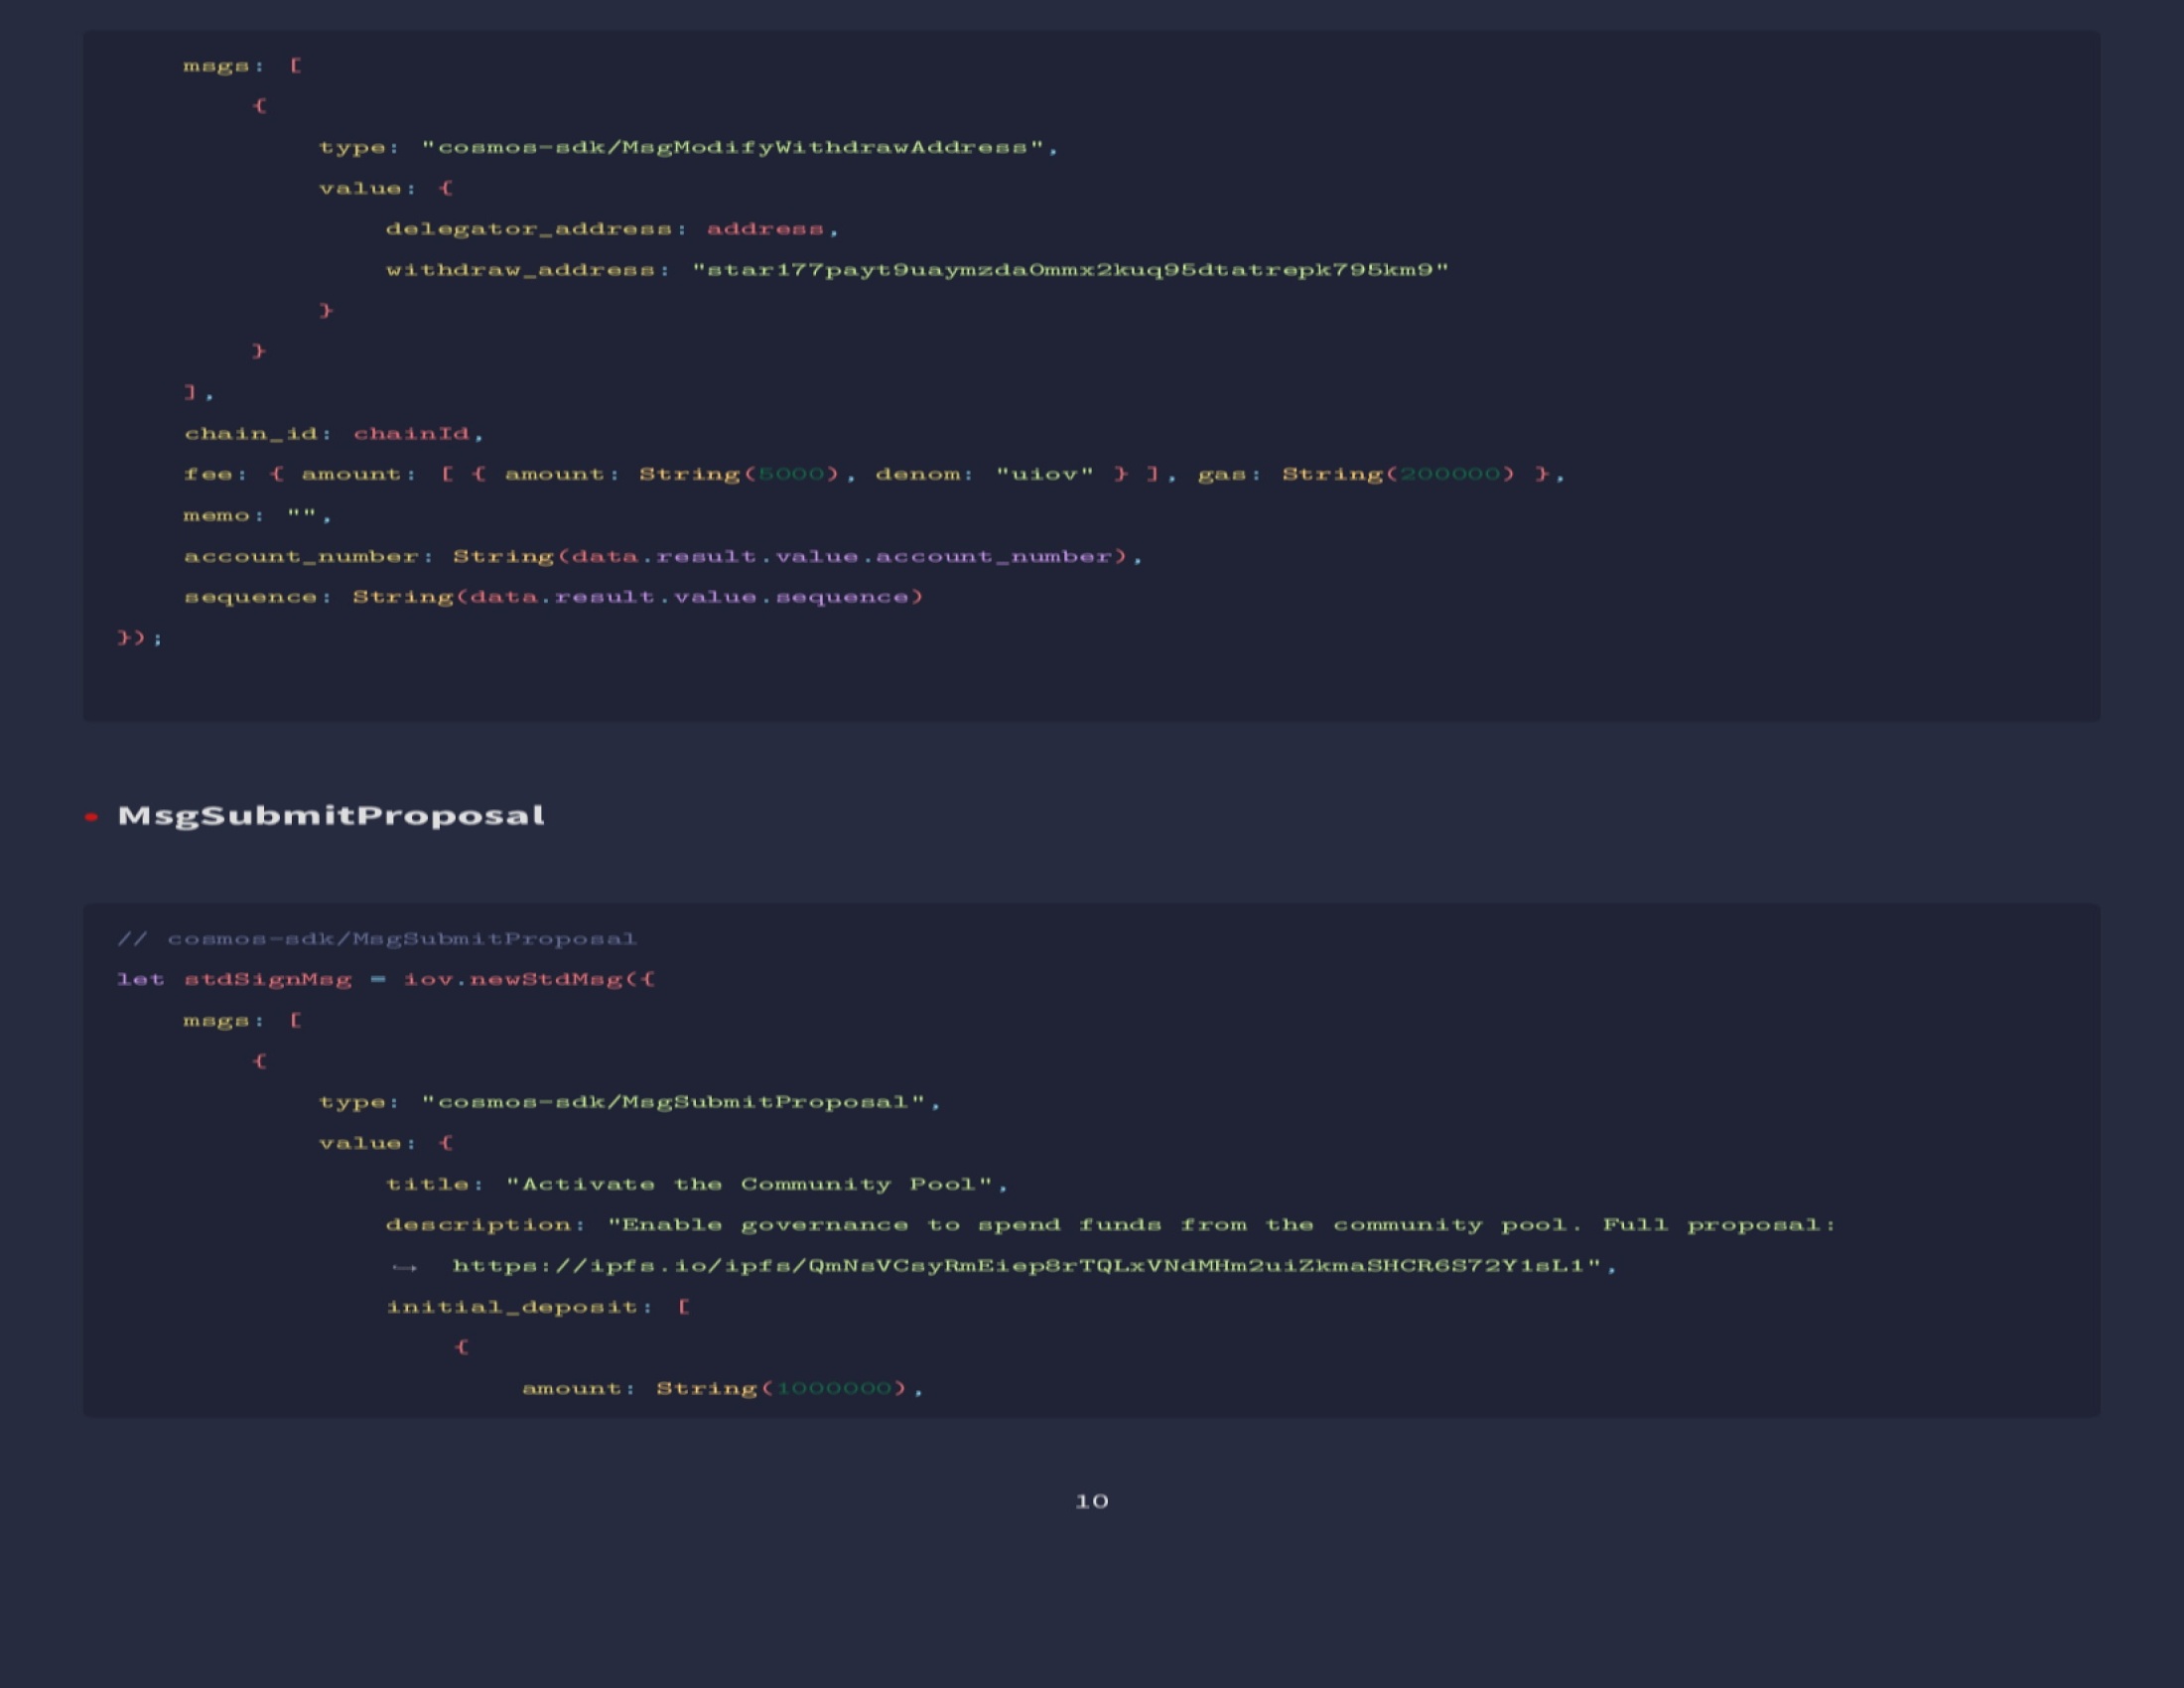 msgs: [
{
type: "cosmos-sdk/MsgModifyWithdrawAddress",
value: {
delegator_address: address,
withdraw_address: "star177payt9uaymzda0mmx2kuq95dtatrepk795km9"
}
}
],
chain_id: chainId,
fee: { amount: [ { amount: String(5000), denom: "uiov" } ], gas: String(200000) },
memo: "",
account_number: String(data.result.value.account_number),
sequence: String(data.result.value.sequence)
});
• MsgSubmitProposal
// cosmos-sdk/MsgSubmitProposal
let stdSignMsg = iov.newStdMsg({
msgs: [
{
type: "cosmos-sdk/MsgSubmitProposal",
value: {
title: "Activate the Community Pool",
description: "Enable governance to spend funds from the community pool. Full proposal:
↪ https://ipfs.io/ipfs/QmNsVCsyRmEiep8rTQLxVNdMHm2uiZkmaSHCR6S72Y1sL1",
initial_deposit: [
{
amount: String(1000000),
10